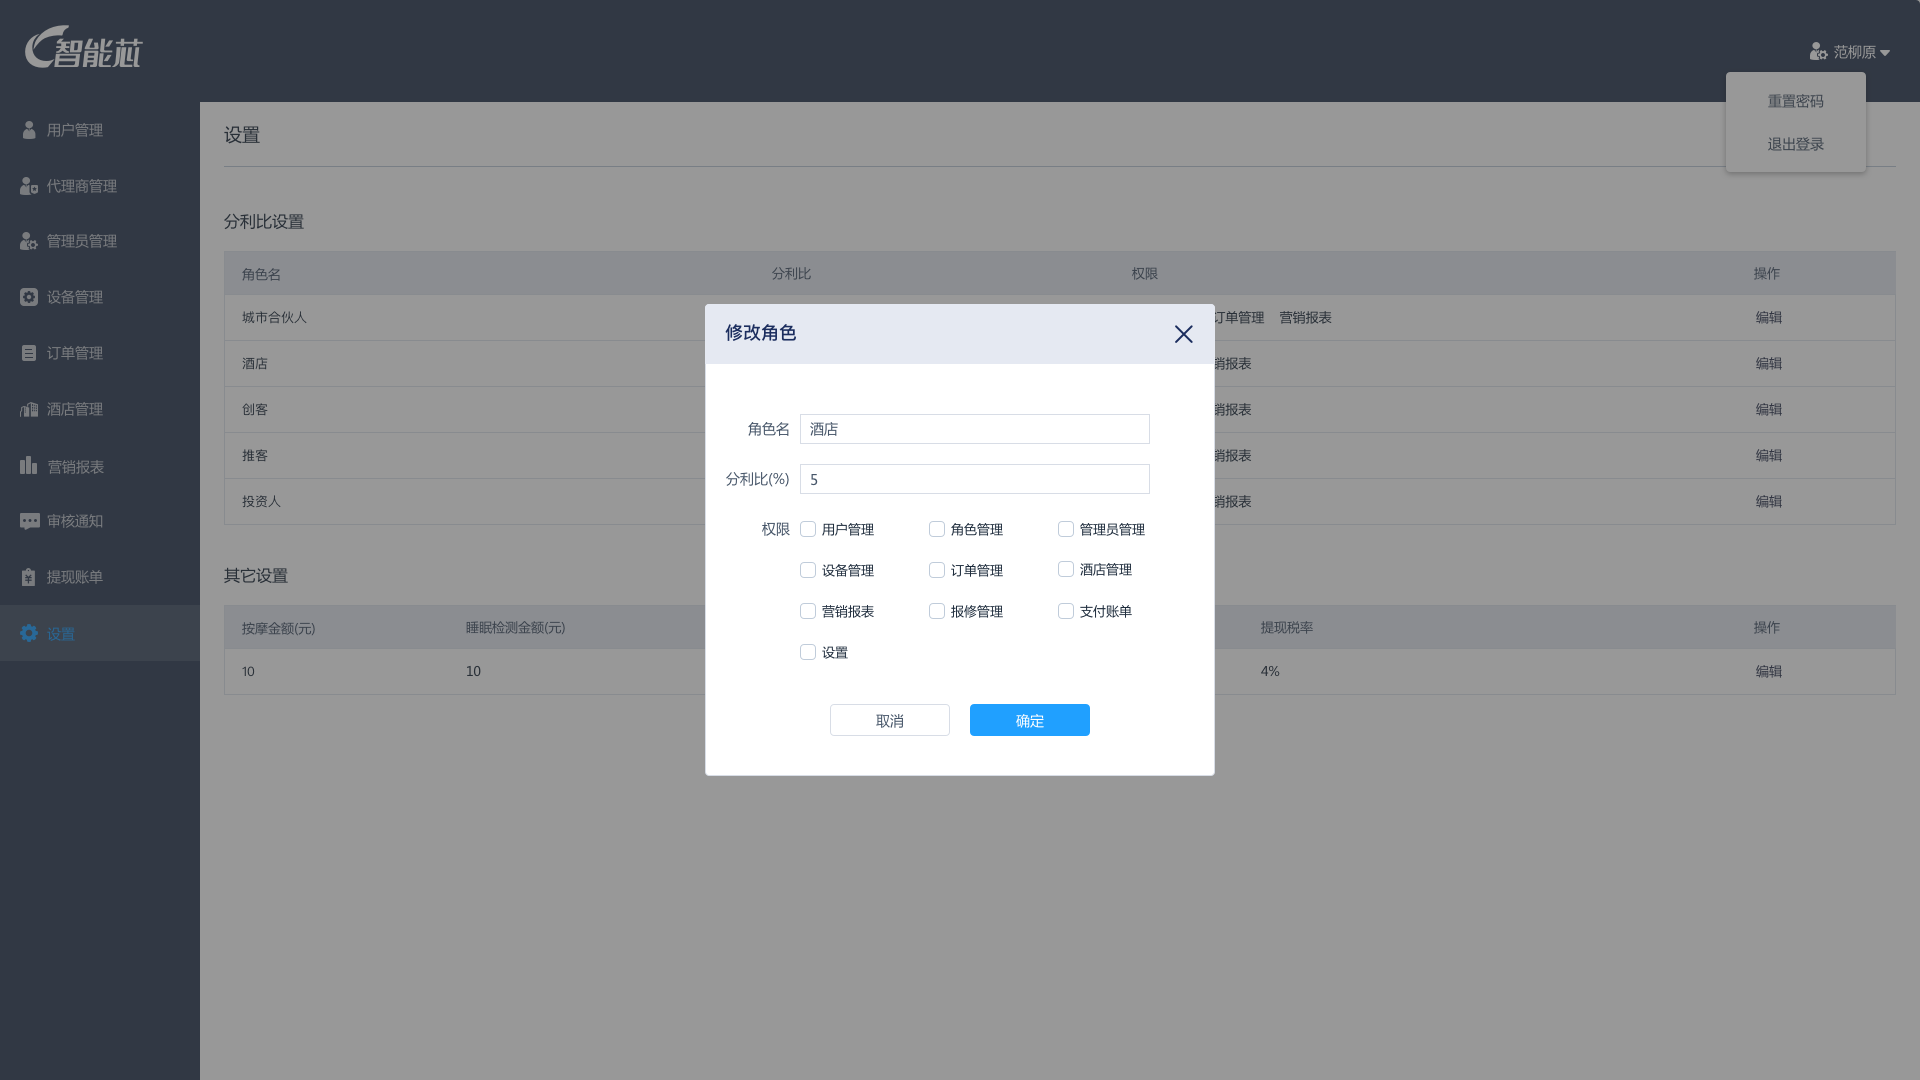 智能芯
范柳原
重置密码
退出登录
用户管理
代理商管理
管理员管理
设备管理
订单管理
酒店管理
营销报表
审核通知
提现账单
设置
设置
分利比设置
角色名 分利比 权限 操作
城市合伙人 订单管理 营销报表 编辑
酒店 销报表 编辑
创客 销报表 编辑
推客 销报表 编辑
投资人 销报表 编辑
其它设置
按摩金额(元) 睡眠检测金额(元) 提现税率 操作
10 10 4% 编辑
修改角色
角色名 酒店
分利比(%) 5
权限 用户管理 角色管理 管理员管理
设备管理 订单管理 酒店管理
营销报表 报修管理 支付账单
设置
取消 确定